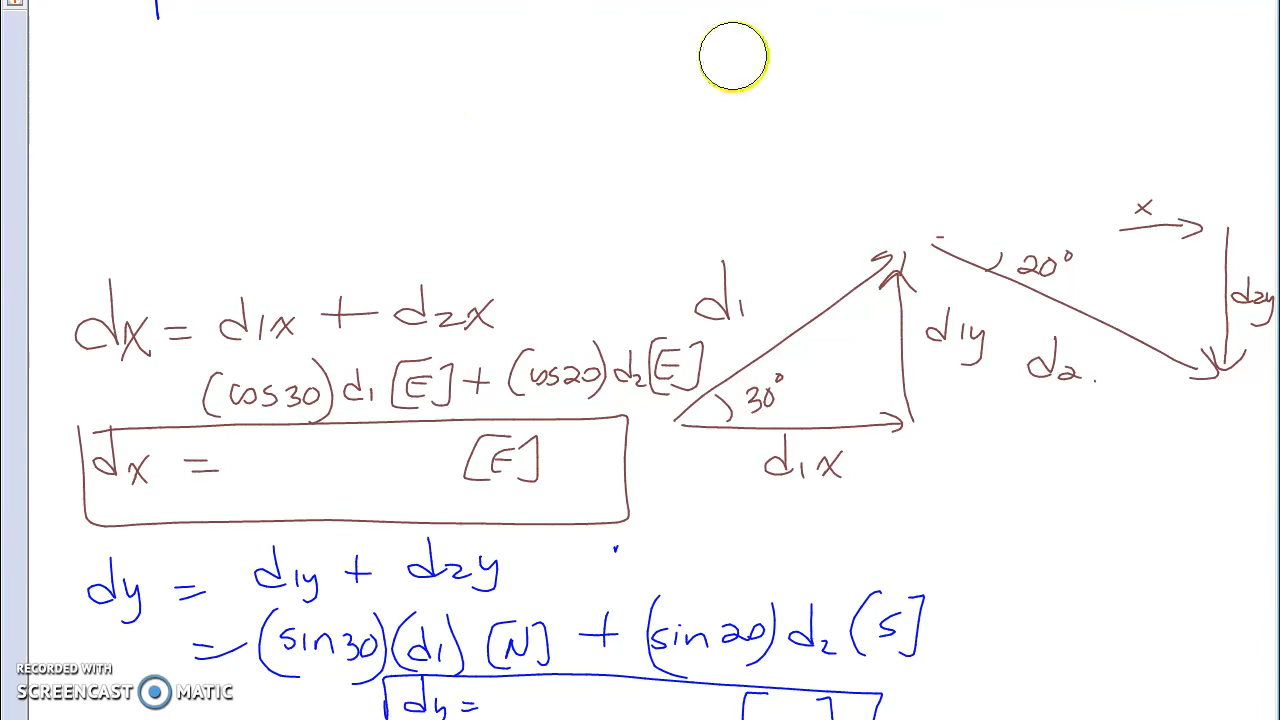 dx = d1x + d2x
(cos30) d1 [E] + (cos20) d2 [E]
dx = [E]
d1
30°
d1x
d1y
20°
d2.
x
d2y
dy = d1y + d2y
= (sin30)(d1) [N] + (sin20) d2 [S]
dy = [ ]
RECORDED WITH
SCREENCAST MATIC